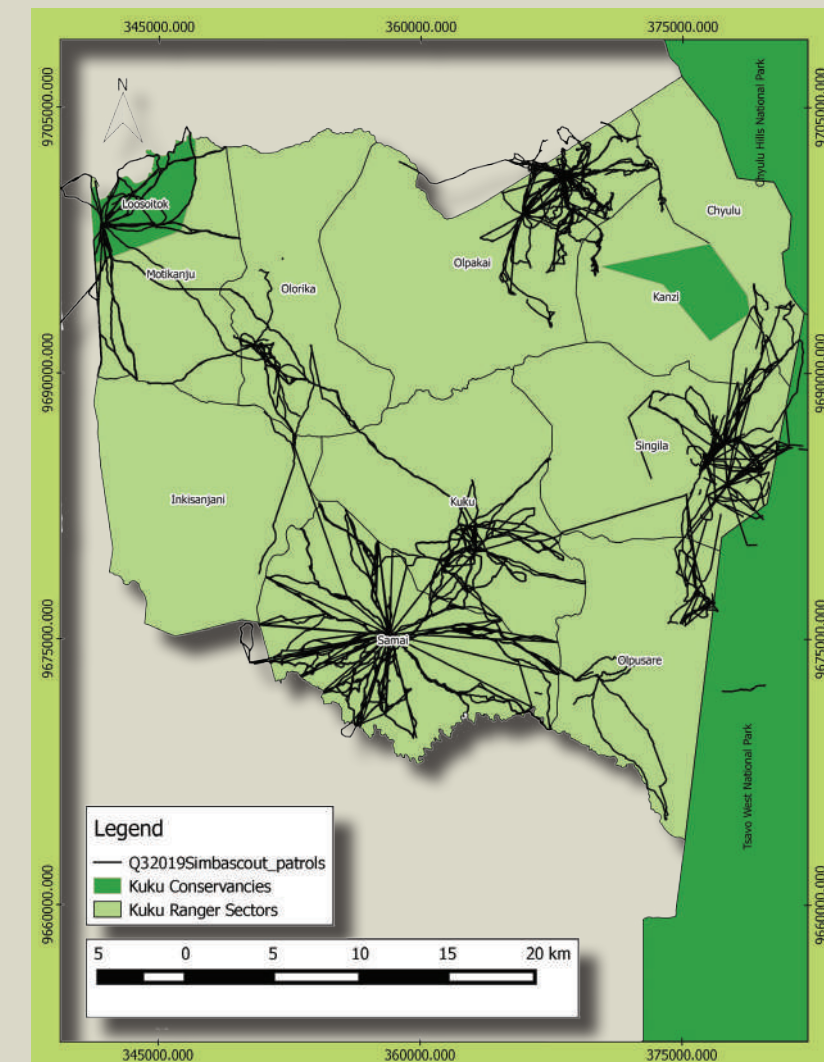 345000.000
360000.000
375000.000
9705000.000
9705000.000
N
Chyulu Hills National Park
Loosoitok
Chyulu
Olpakai
Motikanju
Olorika
Kanzi
9690000.000
9690000.000
Singila
Inkisanjani
Kuku
9675000.000
9675000.000
Samai
Olpusare
Tsavo West National Park
Legend
Q32019Simbascout_patrols
Kuku Conservancies
Kuku Ranger Sectors
9660000.000
9660000.000
5 0 5 10 15 20 km
345000.000
360000.000
375000.000